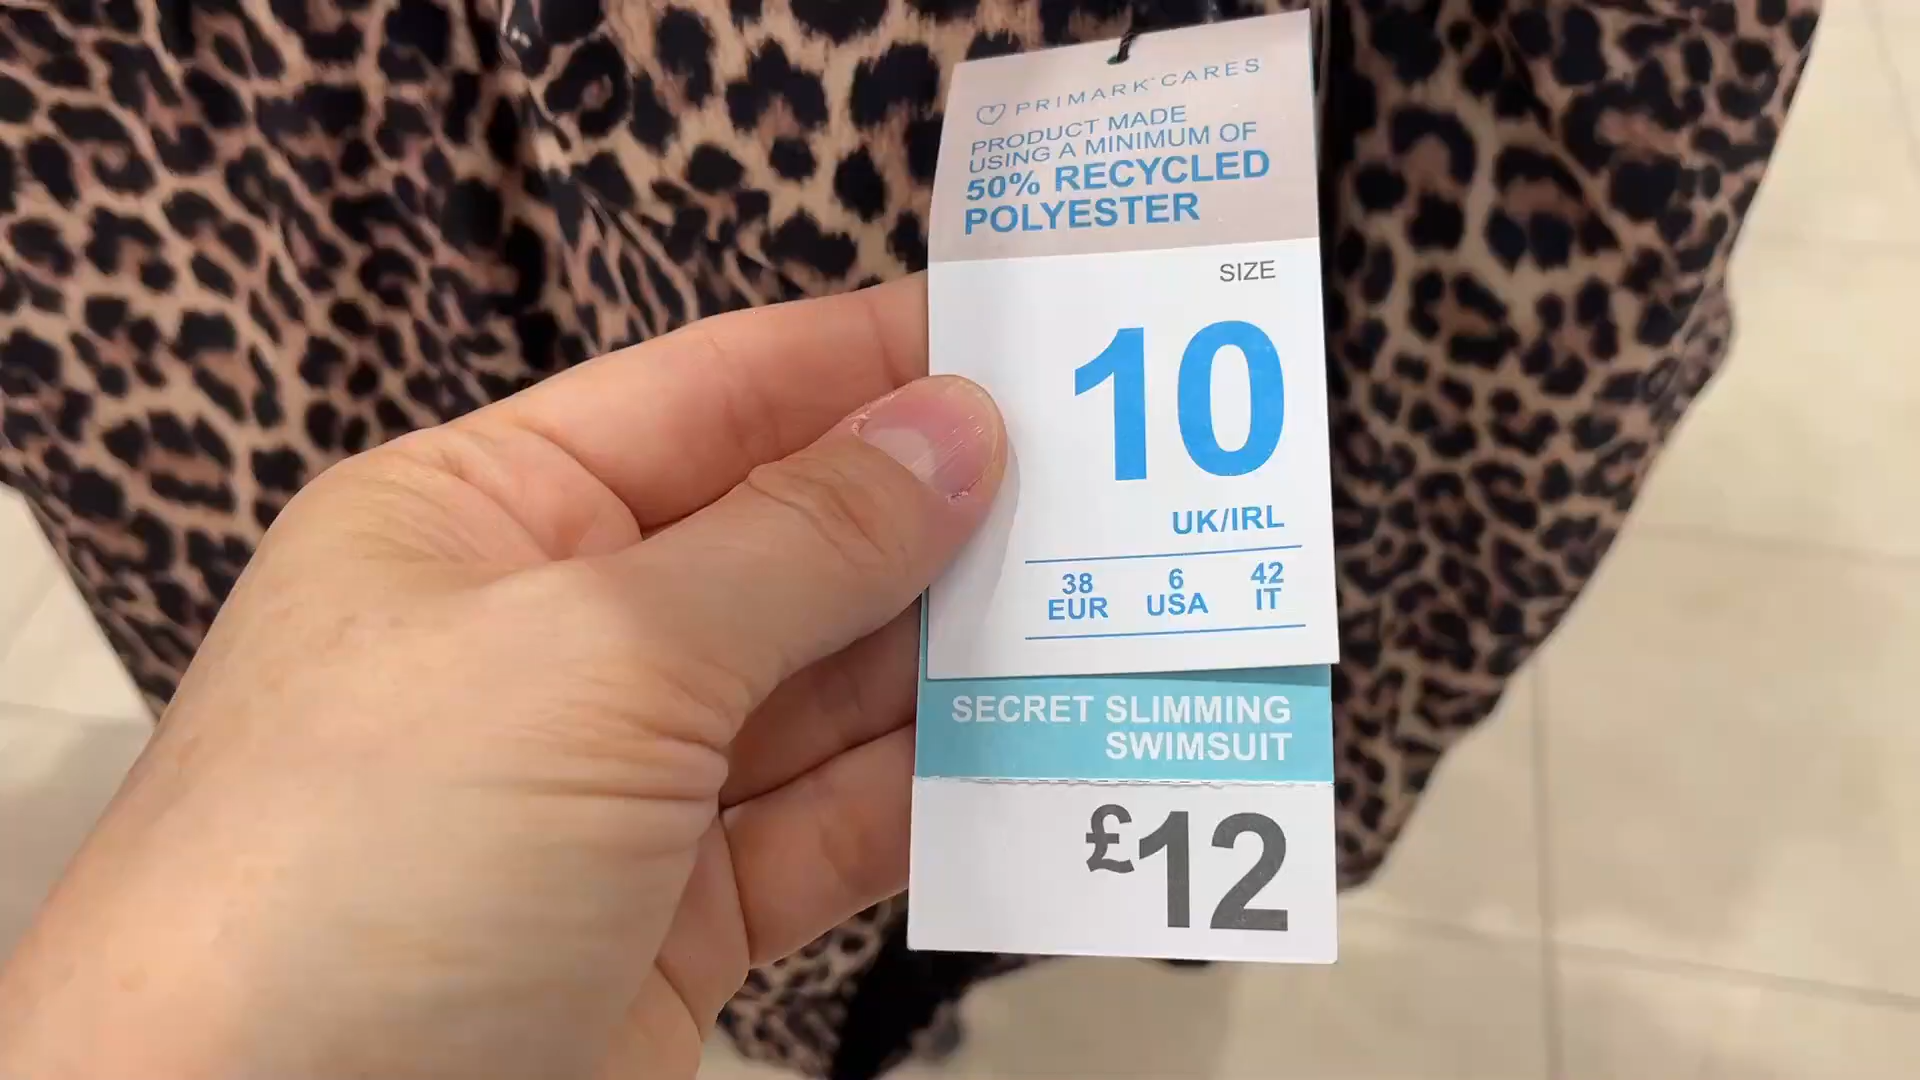 PRIMARK CARES
PRODUCT MADE
USING A MINIMUM OF
50% RECYCLED
POLYESTER
SIZE
10
UK/IRL
38 6 42
EUR USA IT
SECRET SLIMMING
SWIMSUIT
£12